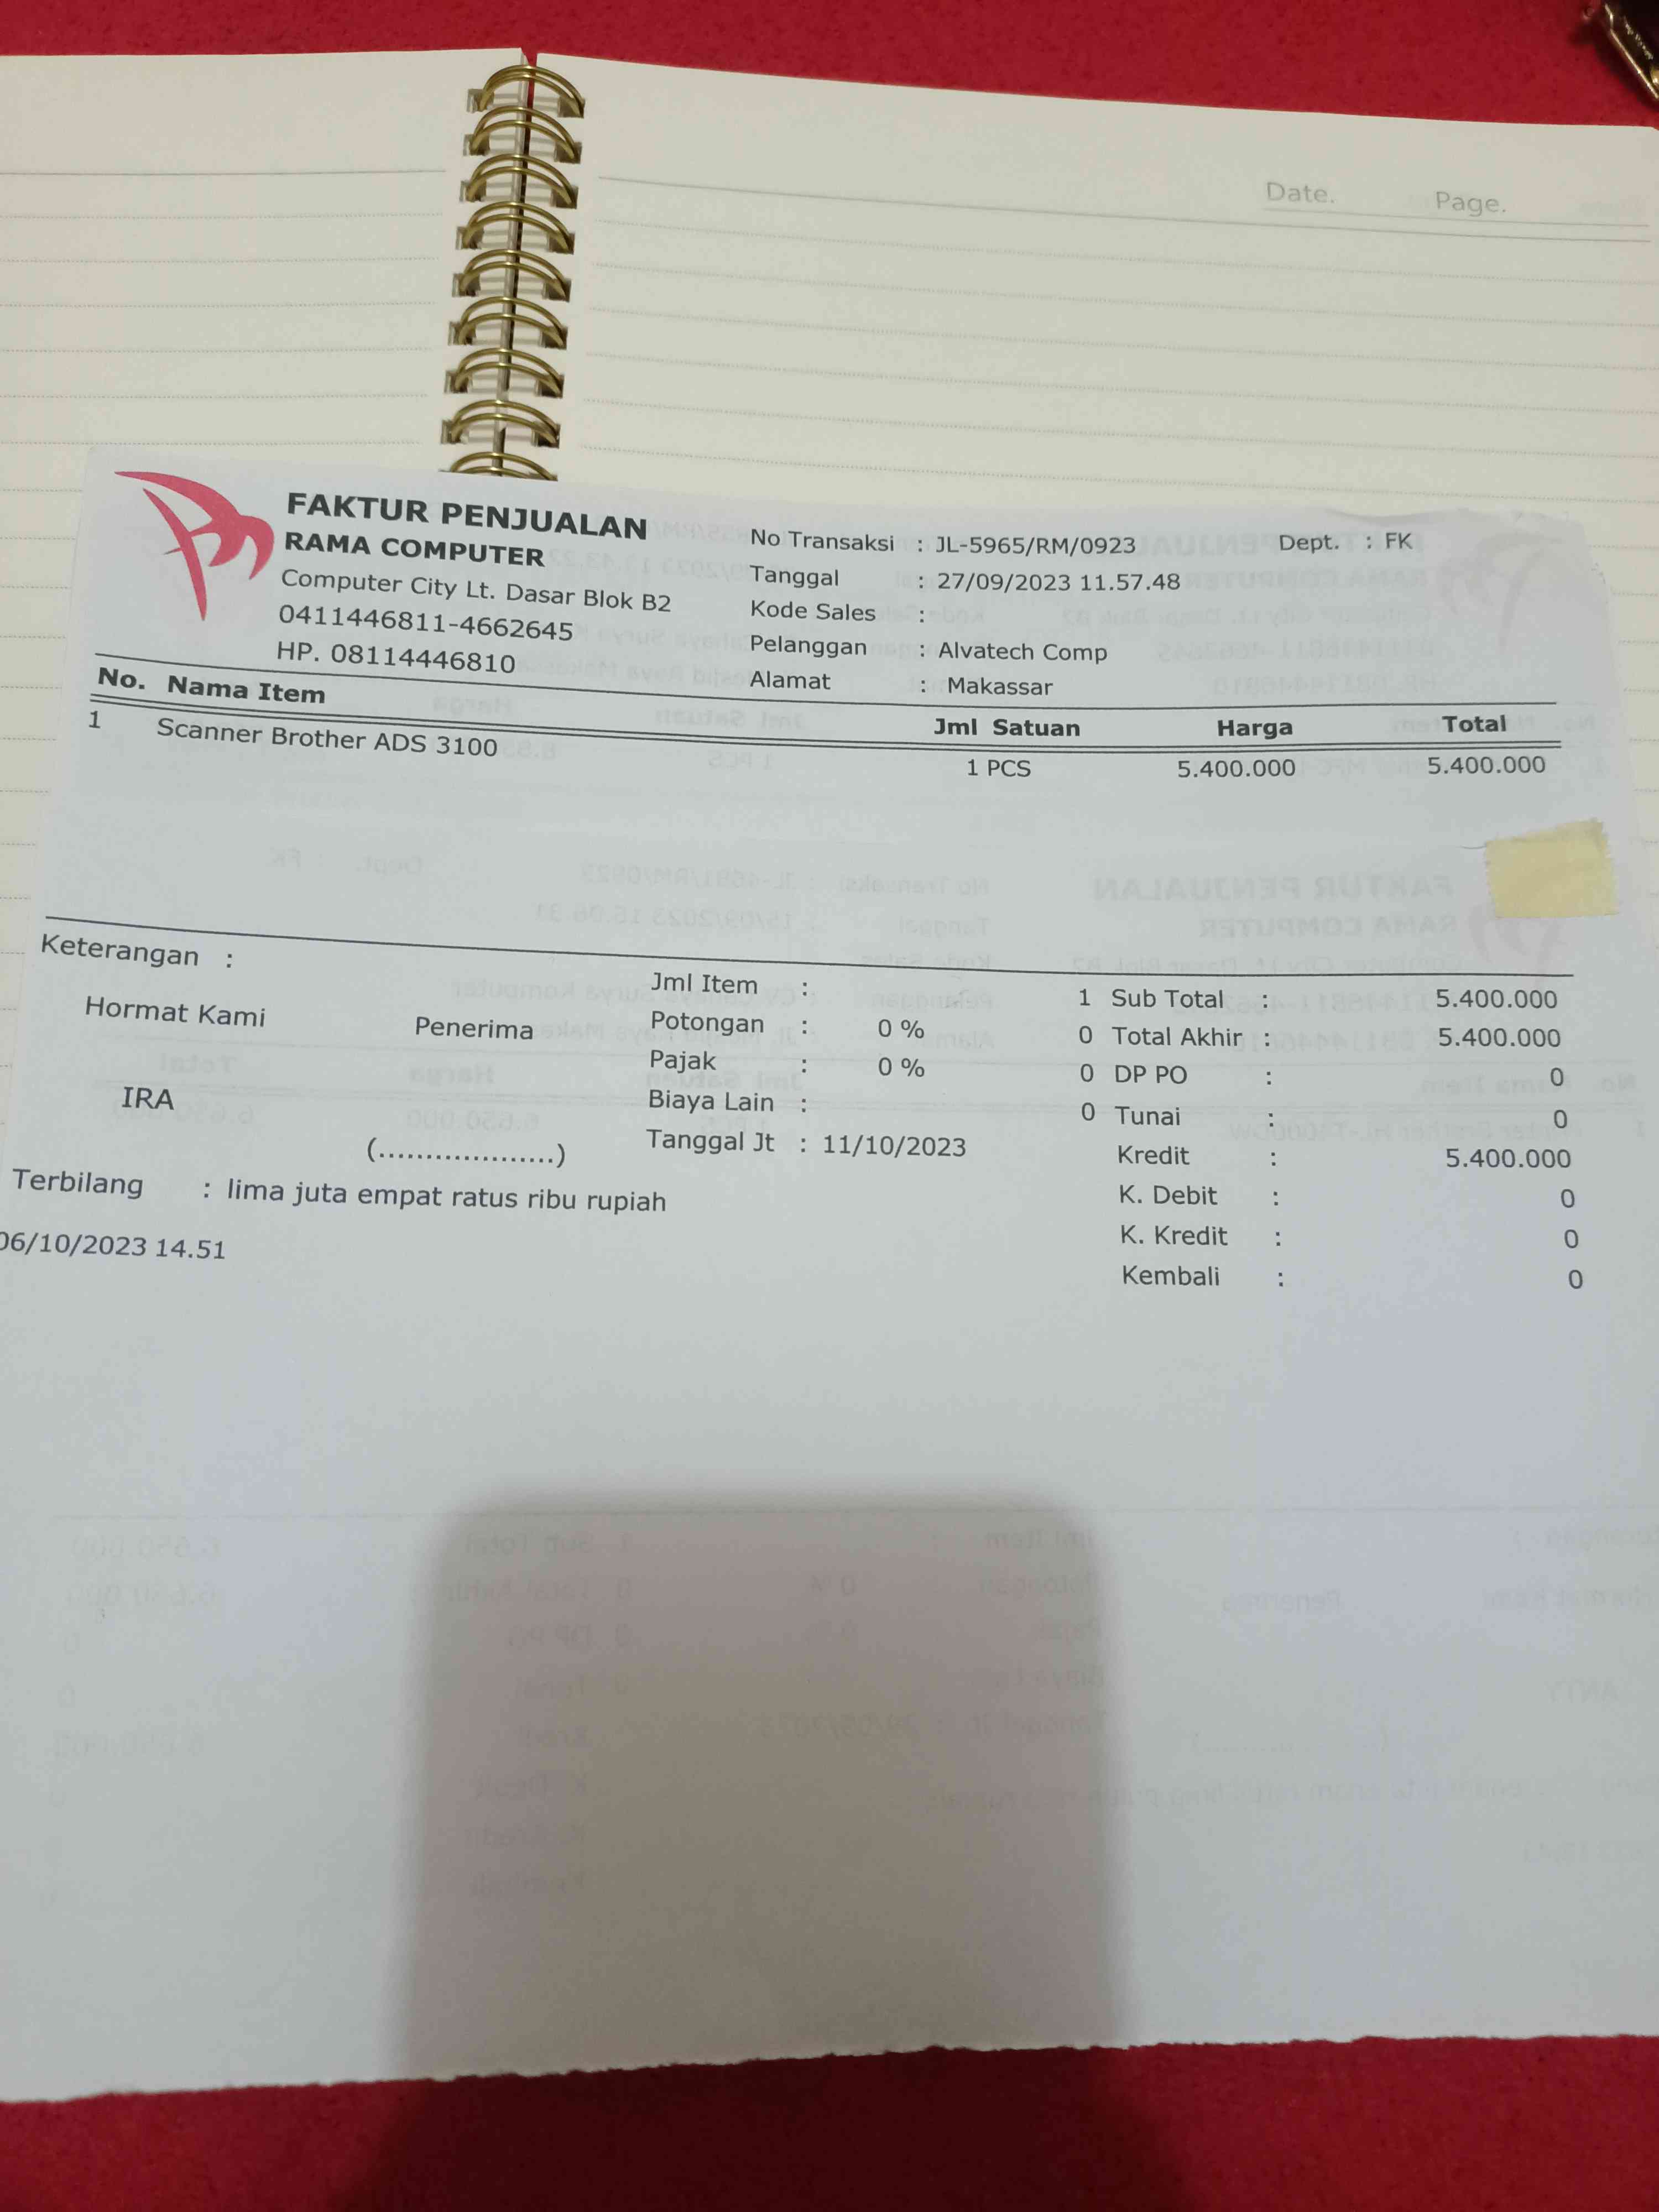 Date. Page.
FAKTUR PENJUALAN
RAMA COMPUTER
Computer City Lt. Dasar Blok B2
0411446811-4662645
HP. 08114446810
No Transaksi : JL-5965/RM/0923 Dept. : FK
Tanggal : 27/09/2023 11.57.48
Kode Sales :
Pelanggan : Alvatech Comp
Alamat : Makassar
No. Nama Item Jml Satuan Harga Total
1 Scanner Brother ADS 3100 1 PCS 5.400.000 5.400.000
Keterangan :
Hormat Kami Penerima
IRA
(...................)
Jml Item : 1
Potongan : 0 % 0
Pajak : 0 % 0
Biaya Lain : 0
Tanggal Jt : 11/10/2023
Sub Total : 5.400.000
Total Akhir : 5.400.000
DP PO : 0
Tunai : 0
Kredit : 5.400.000
K. Debit : 0
K. Kredit : 0
Kembali : 0
Terbilang : lima juta empat ratus ribu rupiah
06/10/2023 14.51